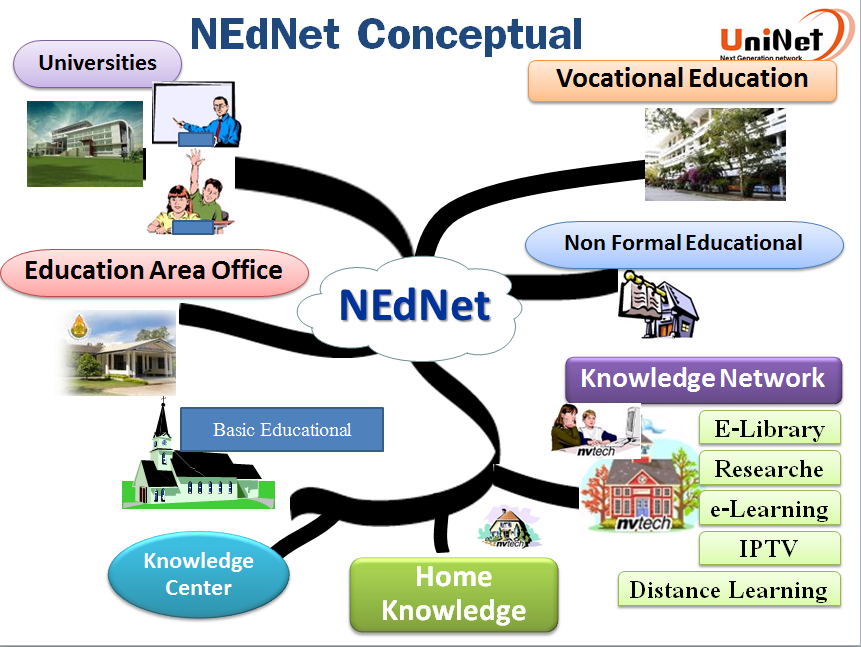 NEdNet Conceptual
UniNet
Next Generation network
Universities
Vocational Education
Non Formal Educational
Education Area Office
NEdNet
Knowledge Network
Basic Educational
E-Library
Researche
e-Learning
IPTV
Distance Learning
nvtech
nvtech
nvtech
Knowledge
Center
Home
Knowledge